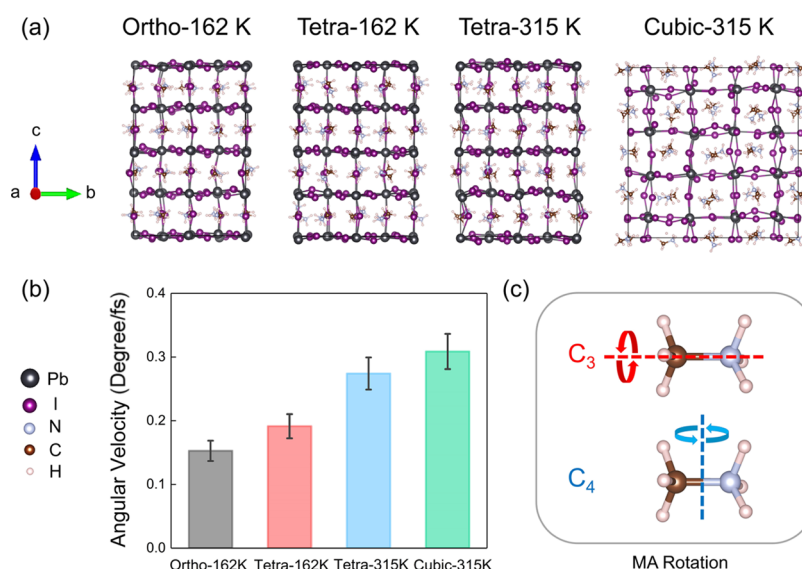 (a)
Ortho-162 K
Tetra-162 K
Tetra-315 K
Cubic-315 K
c
a
b
(b)
Pb
I
N
C
H
Angular Velocity (Degree/fs)
0.4
0.3
0.2
0.1
0.0
Ortho-162K
Tetra-162K
Tetra-315K
Cubic-315K
(c)
C3
C4
MA Rotation